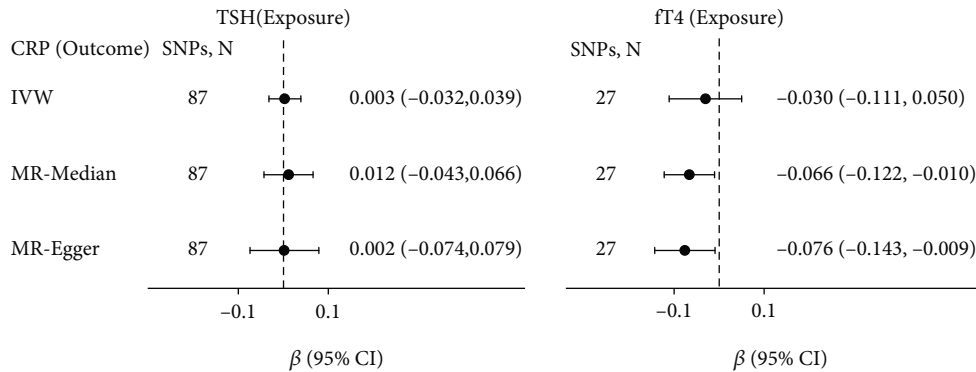 TSH(Exposure)
fT4 (Exposure)
CRP (Outcome) SNPs, N
SNPs, N
IVW 87 0.003 (–0.032,0.039) 27 –0.030 (–0.111, 0.050)
MR-Median 87 0.012 (–0.043,0.066) 27 –0.066 (–0.122, –0.010)
MR-Egger 87 0.002 (–0.074,0.079) 27 –0.076 (–0.143, –0.009)
–0.1 0.1 –0.1 0.1
β (95% CI) β (95% CI)